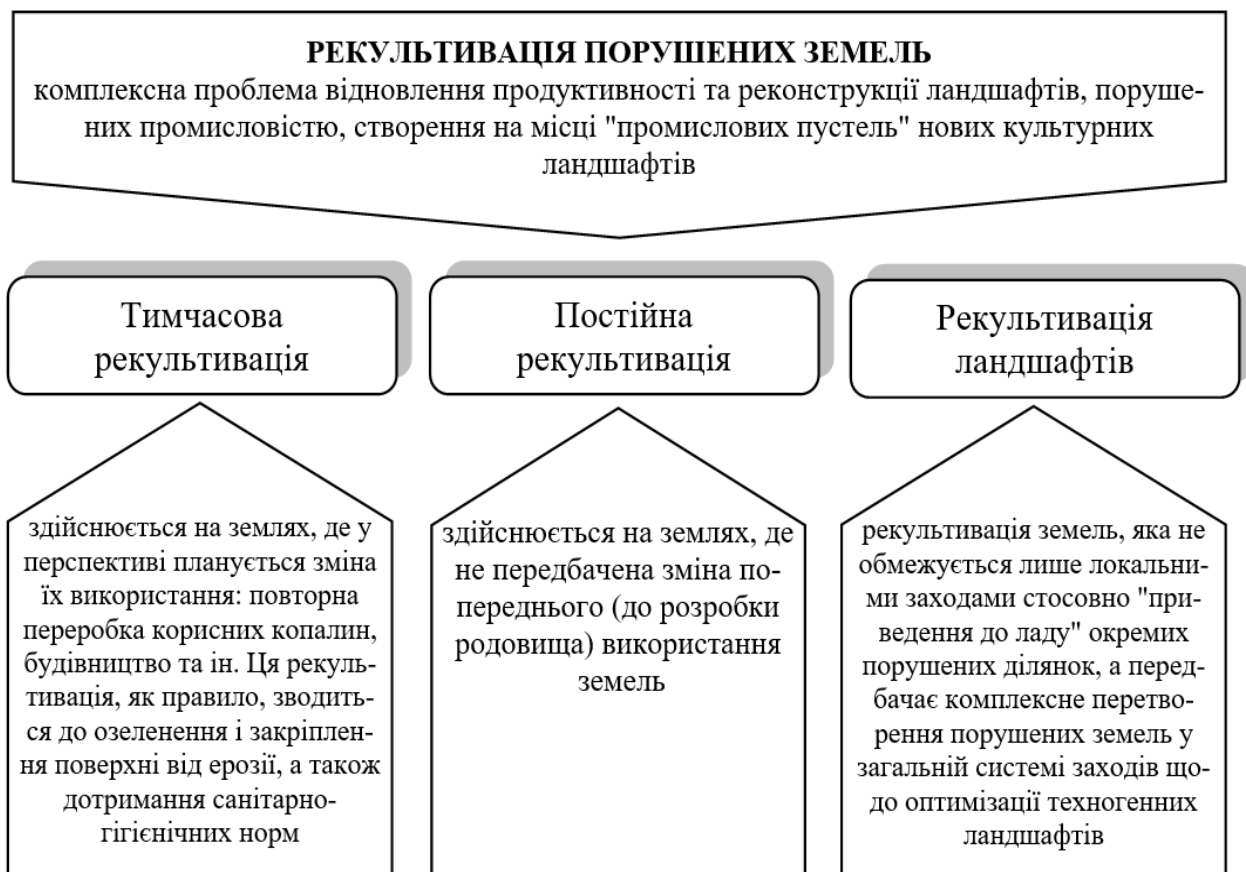 РЕКУЛЬТИВАЦІЯ ПОРУШЕНИХ ЗЕМЕЛЬ
комплексна проблема відновлення продуктивності та реконструкції ландшафтів, поруше-
них промисловістю, створення на місці "промислових пустель" нових культурних
ландшафтів
Тимчасова
рекультивація
здійснюється на землях, де у
перспективі планується зміна
їх використання: повторна
переробка корисних копалин,
будівництво та ін. Ця рекуль-
тивація, як правило, зводить-
ся до озеленення і закріплен-
ня поверхні від ерозії, а також
дотримання санітарно-
гігієнічних норм
Постійна
рекультивація
здійснюється на землях, де
не передбачена зміна по-
переднього (до розробки
родовища) використання
земель
Рекультивація
ландшафтів
рекультивація земель, яка не
обмежується лише локальни-
ми заходами стосовно "при-
ведення до ладу" окремих
порушених ділянок, а перед-
бачає комплексне перетво-
рення порушених земель у
загальній системі заходів що-
до оптимізації техногенних
ландшафтів